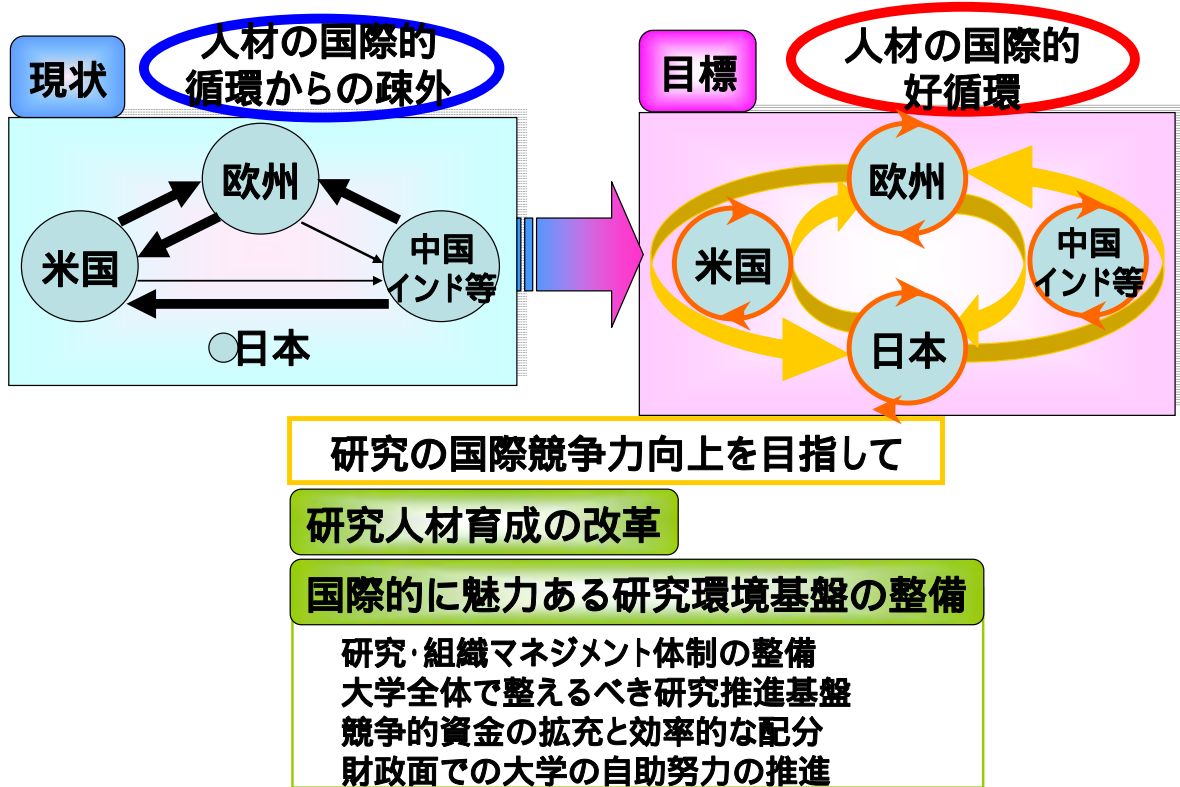 現状
人材の国際的
循環からの疎外
欧州
米国
中国
インド等
日本
目標
人材の国際的
好循環
欧州
米国
中国
インド等
日本
研究の国際競争力向上を目指して
研究人材育成の改革
国際的に魅力ある研究環境基盤の整備
研究・組織マネジメント体制の整備
大学全体で整えるべき研究推進基盤
競争的資金の拡充と効率的な配分
財政面での大学の自助努力の推進